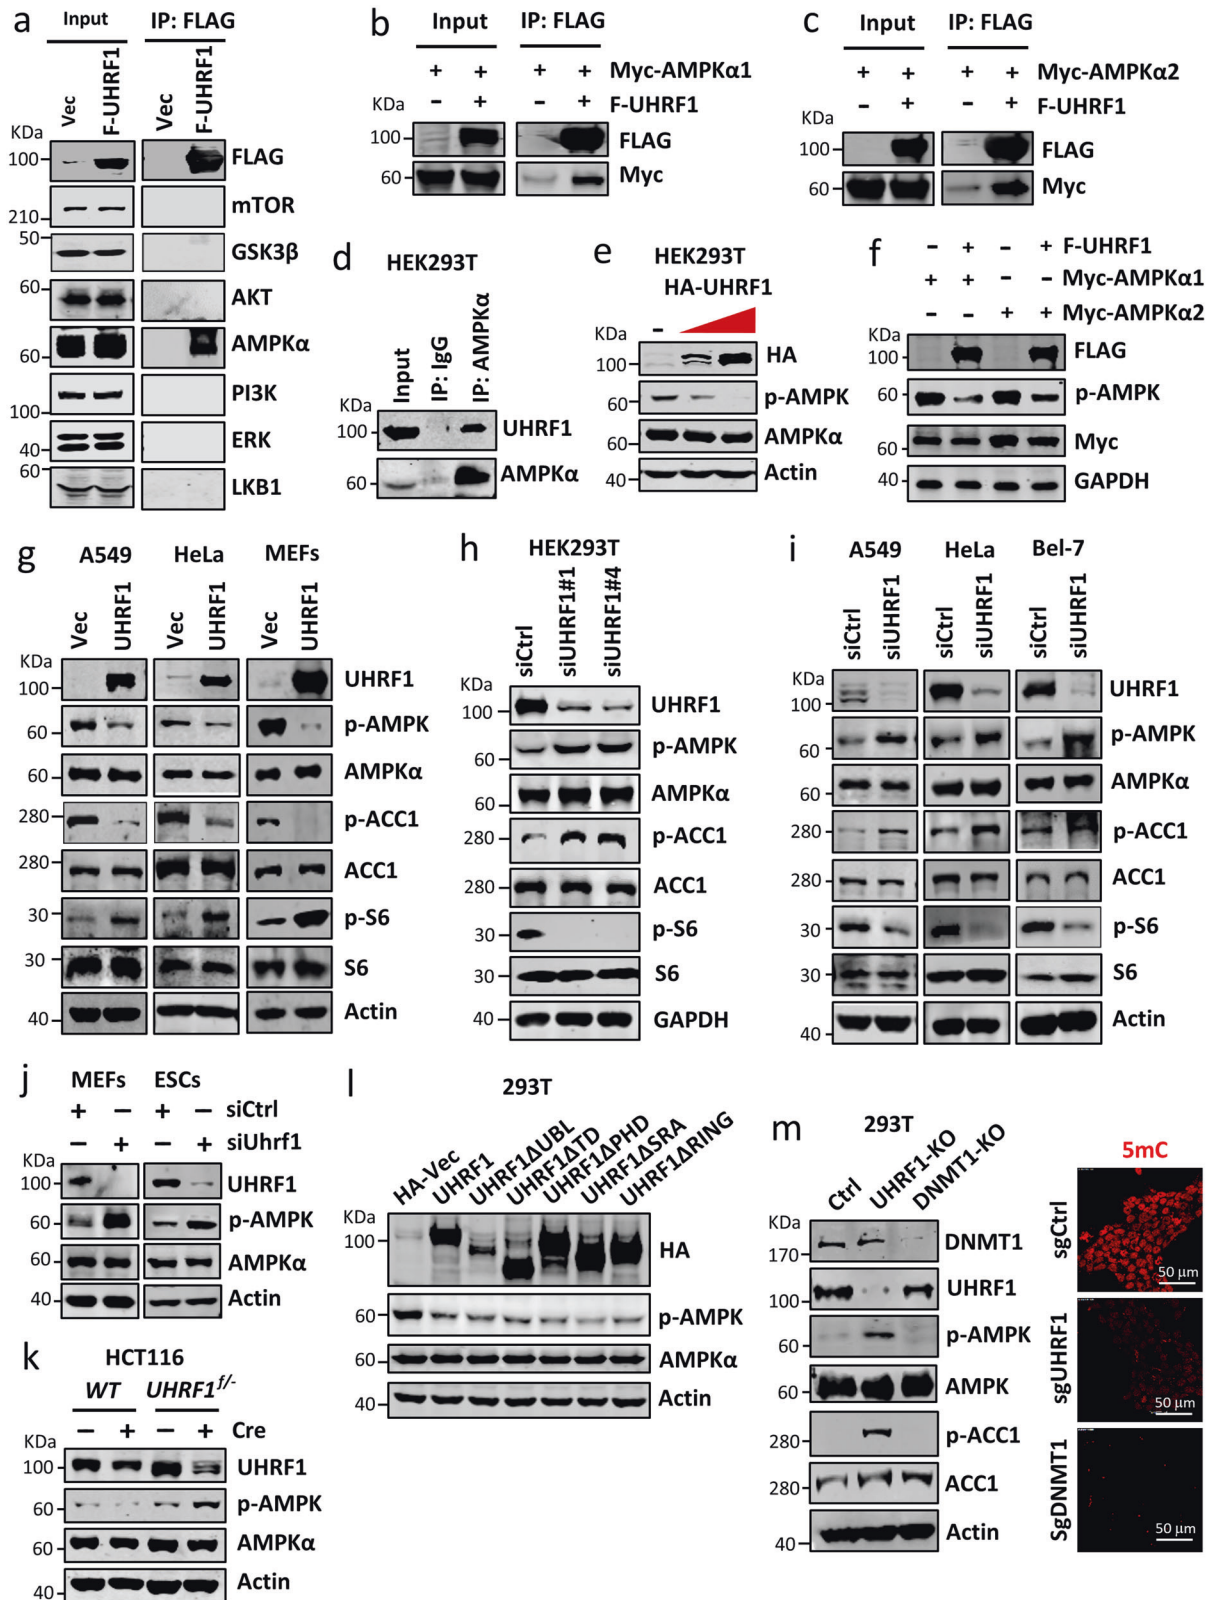 a
Input IP: FLAG
Vec F-UHRF1 Vec F-UHRF1
KDa
100 FLAG
210 mTOR
50 GSK3β
60 AKT
60 AMPKα
100 PI3K
40 ERK
60 LKB1
b
Input IP: FLAG
+ + + + Myc-AMPKα1
– + – + F-UHRF1
KDa
100 FLAG
60 Myc
c
Input IP: FLAG
+ + + + Myc-AMPKα2
– + – + F-UHRF1
KDa
100 FLAG
60 Myc
d
HEK293T
Input IP: IgG IP: AMPKα
KDa
100 UHRF1
60 AMPKα
e
HEK293T
HA-UHRF1
–
KDa
100 HA
60 p-AMPK
60 AMPKα
40 Actin
f
– + – + F-UHRF1
+ + – – Myc-AMPKα1
– – + + Myc-AMPKα2
KDa
100 FLAG
60 p-AMPK
60 Myc
40 GAPDH
g
A549 HeLa MEFs
Vec UHRF1 Vec UHRF1 Vec UHRF1
KDa
100 UHRF1
60 p-AMPK
60 AMPKα
280 p-ACC1
280 ACC1
30 p-S6
30 S6
40 Actin
h
HEK293T
siCtrl siUHRF1#1 siUHRF1#4
KDa
100 UHRF1
60 p-AMPK
60 AMPKα
280 p-ACC1
280 ACC1
30 p-S6
30 S6
40 GAPDH
i
A549 HeLa Bel-7
siCtrl siUHRF1 siCtrl siUHRF1 siCtrl siUHRF1
KDa
100 UHRF1
60 p-AMPK
60 AMPKα
280 p-ACC1
280 ACC1
30 p-S6
30 S6
40 Actin
j
MEFs ESCs
+ – + – siCtrl
– + – + siUhrf1
KDa
100 UHRF1
60 p-AMPK
60 AMPKα
40 Actin
k
HCT116
WT UHRF1f/-
– + – + Cre
KDa
100 UHRF1
60 p-AMPK
60 AMPKα
40 Actin
l
293T
HA-Vec UHRF1 UHRF1ΔUBL UHRF1ΔTD UHRF1ΔPHD UHRF1ΔSRA UHRF1ΔRING
KDa
100 HA
60 p-AMPK
60 AMPKα
40 Actin
m
293T
Ctrl UHRF1-KO DNMT1-KO
KDa
170 DNMT1
100 UHRF1
60 p-AMPK
60 AMPK
280 p-ACC1
280 ACC1
40 Actin
5mC
sgCtrl
50 µm
sgUHRF1
50 µm
SgDNMT1
50 µm